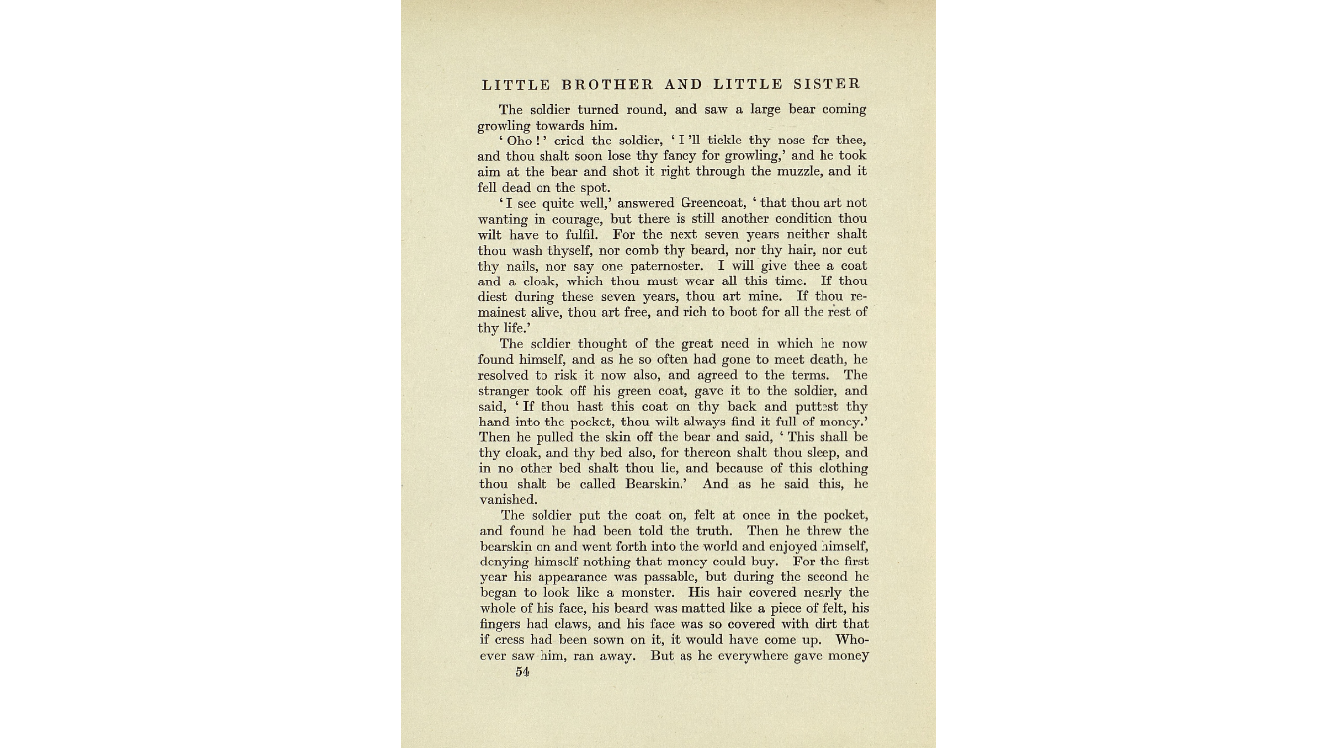 LITTLE BROTHER AND LITTLE SISTER
The soldier turned round, and saw a large bear coming
growling towards him.
‘ Oho ! ’ cried the soldier, ‘ I ’ll tickle thy nose for thee,
and thou shalt soon lose thy fancy for growling,’ and he took
aim at the bear and shot it right through the muzzle, and it
fell dead on the spot.
‘ I see quite well,’ answered Greencoat, ‘ that thou art not
wanting in courage, but there is still another condition thou
wilt have to fulfil. For the next seven years neither shalt
thou wash thyself, nor comb thy beard, nor thy hair, nor cut
thy nails, nor say one paternoster. I will give thee a coat
and a cloak, which thou must wear all this time. If thou
diest during these seven years, thou art mine. If thou re-
mainest alive, thou art free, and rich to boot for all the rest of
thy life.’
The soldier thought of the great need in which he now
found himself, and as he so often had gone to meet death, he
resolved to risk it now also, and agreed to the terms. The
stranger took off his green coat, gave it to the soldier, and
said, ‘ If thou hast this coat on thy back and puttest thy
hand into the pocket, thou wilt always find it full of money.’
Then he pulled the skin off the bear and said, ‘ This shall be
thy cloak, and thy bed also, for thereon shalt thou sleep, and
in no other bed shalt thou lie, and because of this clothing
thou shalt be called Bearskin.’ And as he said this, he
vanished.
The soldier put the coat on, felt at once in the pocket,
and found he had been told the truth. Then he threw the
bearskin on and went forth into the world and enjoyed himself,
denying himself nothing that money could buy. For the first
year his appearance was passable, but during the second he
began to look like a monster. His hair covered nearly the
whole of his face, his beard was matted like a piece of felt, his
fingers had claws, and his face was so covered with dirt that
if cress had been sown on it, it would have come up. Who-
ever saw him, ran away. But as he everywhere gave money
54